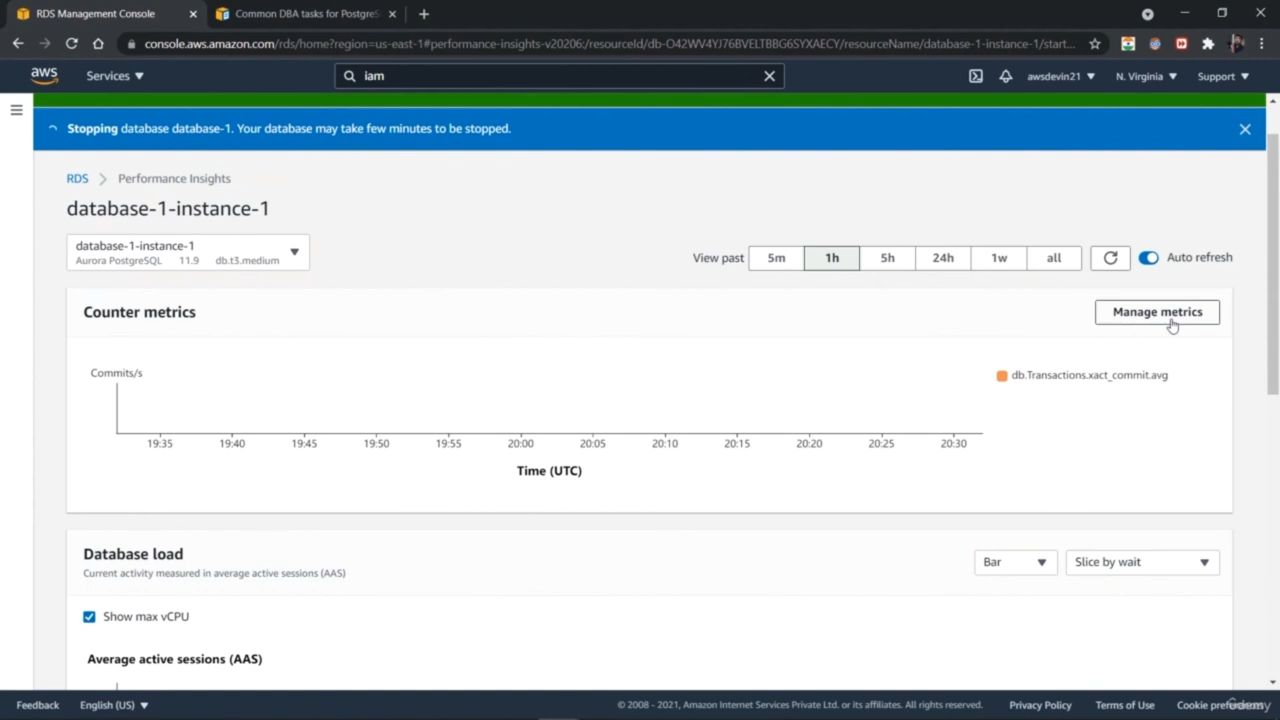 RDS Management Console
Common DBA tasks for PostgreS
console.aws.amazon.com/rds/home?region=us-east-1#performance-insights-v20206:/resourceId/db-O42WV4YJ76BVELTBBG6SYXAECY/resourceName/database-1-instance-1/start...
aws
Services
iam
awsdevin21
N. Virginia
Support
Stopping database database-1. Your database may take few minutes to be stopped.
RDS
Performance Insights
database-1-instance-1
database-1-instance-1
Aurora PostgreSQL 11.9 db.t3.medium
View past
5m
1h
5h
24h
1w
all
Auto refresh
Counter metrics
Manage metrics
Commits/s
db.Transactions.xact_commit.avg
19:35 19:40 19:45 19:50 19:55 20:00 20:05 20:10 20:15 20:20 20:25 20:30
Time (UTC)
Database load
Current activity measured in average active sessions (AAS)
Bar
Slice by wait
Show max vCPU
Average active sessions (AAS)
Feedback
English (US)
© 2008 - 2021, Amazon Internet Services Private Ltd. or its affiliates. All rights reserved.
Privacy Policy
Terms of Use
Cookie preferences
udemy